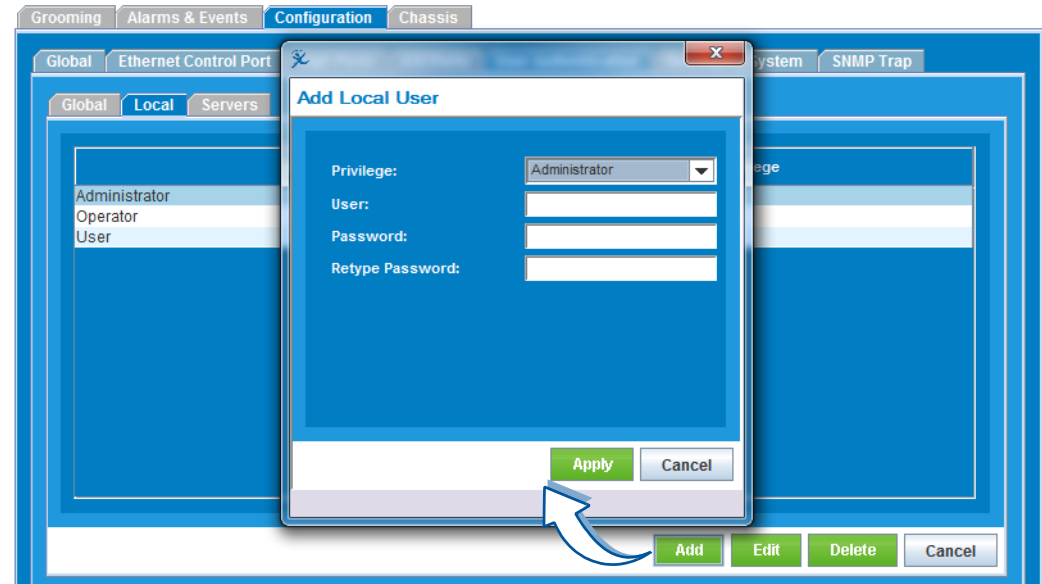 Grooming Alarms & Events Configuration Chassis
Global Ethernet Control Port System SNMP Trap
Global Local Servers
Add Local User
Privilege: Administrator
User:
Password:
Retype Password:
ege
Administrator
Operator
User
Apply Cancel
Add Edit Delete Cancel